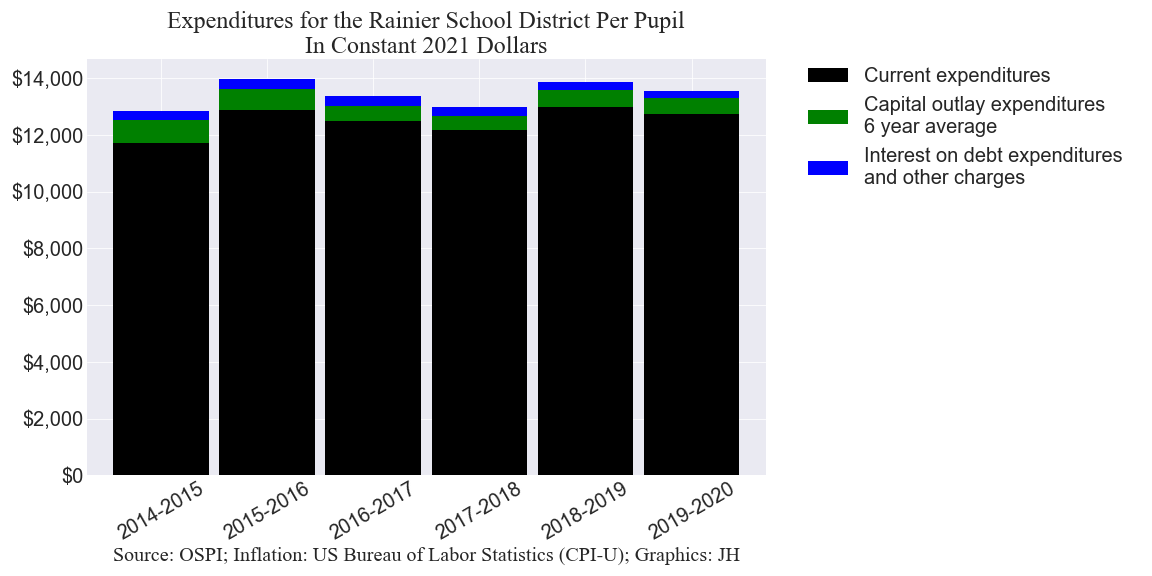 Expenditures for the Rainier School District Per Pupil
In Constant 2021 Dollars
$14,000
$12,000
$10,000
$8,000
$6,000
$4,000
$2,000
$0
2014-2015
2015-2016
2016-2017
2017-2018
2018-2019
2019-2020
Source: OSPI; Inflation: US Bureau of Labor Statistics (CPI-U); Graphics: JH
Current expenditures
Capital outlay expenditures
6 year average
Interest on debt expenditures
and other charges